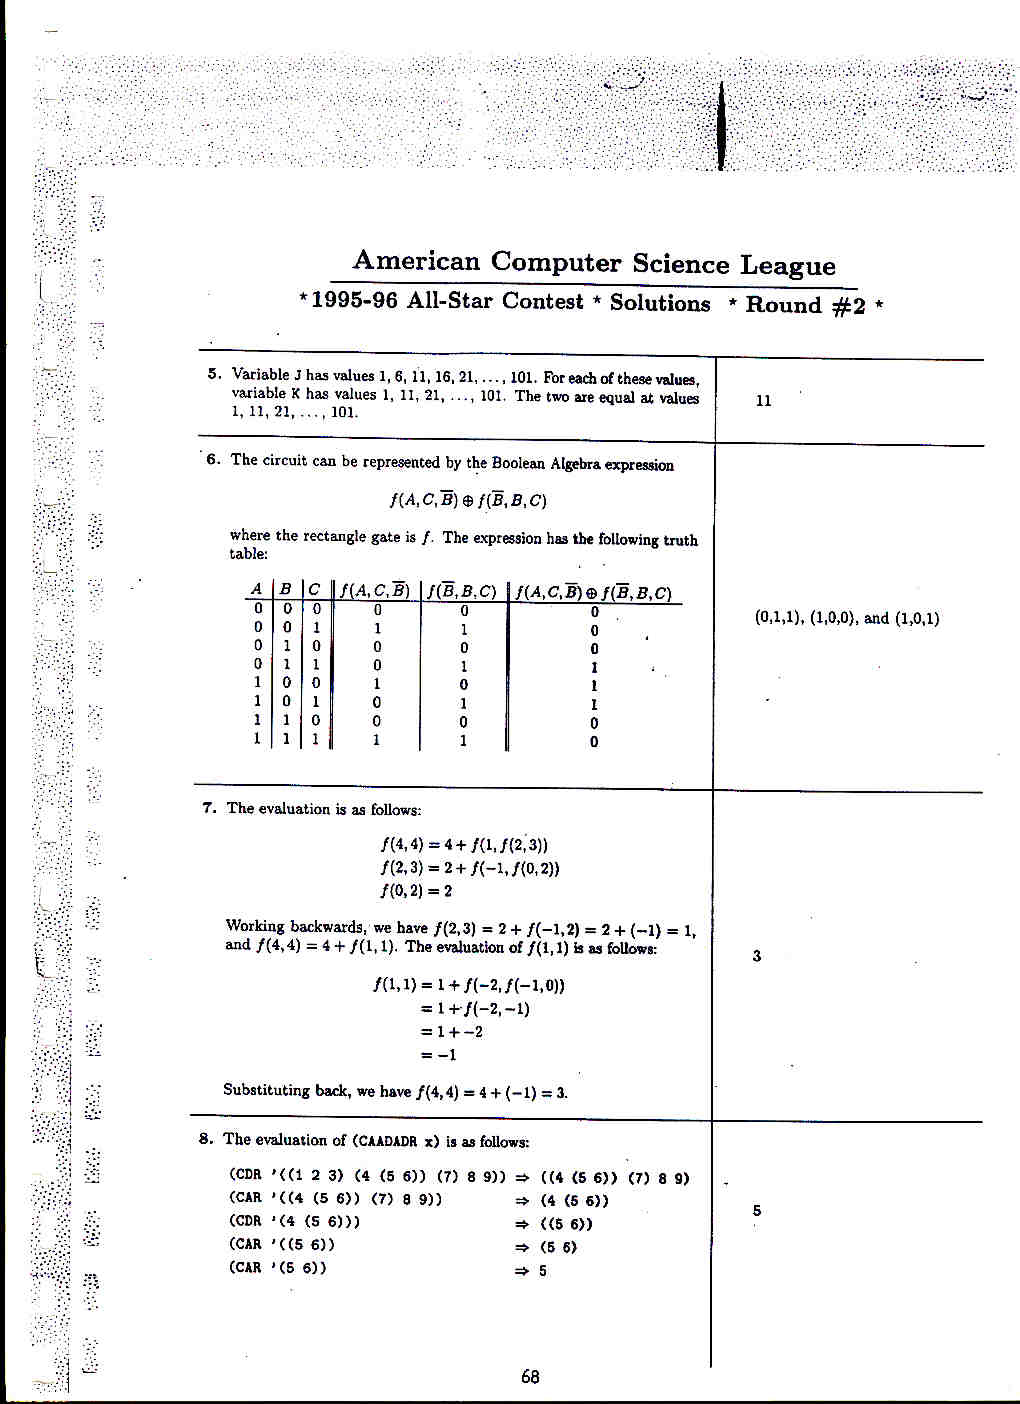 American Computer Science League
*1995-96 All-Star Contest * Solutions * Round #2 *
5. Variable J has values 1, 6, 11, 16, 21, ..., 101. For each of these values,
variable K has values 1, 11, 21, ..., 101. The two are equal at values
1, 11, 21, ..., 101.
11
6. The circuit can be represented by the Boolean Algebra expression
f(A, C, B̅) ⊕ f(B̅, B, C)
where the rectangle gate is f. The expression has the following truth
table:
A B C f(A, C, B̅) f(B̅, B, C) f(A, C, B̅) ⊕ f(B̅, B, C)
0 0 0 0 0 0
0 0 1 1 1 0
0 1 0 0 0 0
0 1 1 0 1 1
1 0 0 1 0 1
1 0 1 0 1 1
1 1 0 0 0 0
1 1 1 1 1 0
(0,1,1), (1,0,0), and (1,0,1)
7. The evaluation is as follows:
f(4,4) = 4 + f(1, f(2,3))
f(2,3) = 2 + f(−1, f(0,2))
f(0,2) = 2
Working backwards, we have f(2,3) = 2 + f(−1,2) = 2 + (−1) = 1,
and f(4,4) = 4 + f(1,1). The evaluation of f(1,1) is as follows:
f(1,1) = 1 + f(−2, f(−1,0))
= 1 + f(−2,−1)
= 1 + −2
= −1
Substituting back, we have f(4,4) = 4 + (−1) = 3.
3
8. The evaluation of (CAADADR x) is as follows:
(CDR '((1 2 3) (4 (5 6)) (7) 8 9)) ⇒ ((4 (5 6)) (7) 8 9)
(CAR '((4 (5 6)) (7) 8 9)) ⇒ (4 (5 6))
(CDR '(4 (5 6))) ⇒ ((5 6))
(CAR '((5 6)) ⇒ (5 6)
(CAR '(5 6)) ⇒ 5
5
68